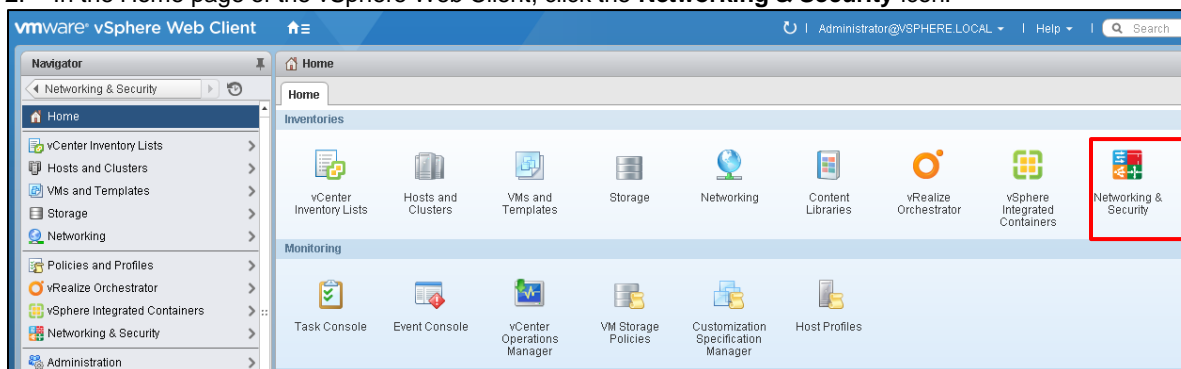 2. In the Home page of the vSphere Web Client, click the Networking & Security icon.
vmware® vSphere Web Client
Administrator@VSPHERE.LOCAL
Help
Search
Navigator
Home
Networking & Security
Home
Home
Inventories
vCenter Inventory Lists
Hosts and Clusters
VMs and Templates
Storage
Networking
vCenter
Inventory Lists
Hosts and
Clusters
VMs and
Templates
Storage
Networking
Content
Libraries
vRealize
Orchestrator
vSphere
Integrated
Containers
Networking &
Security
Policies and Profiles
vRealize Orchestrator
vSphere Integrated Containers
Networking & Security
Administration
Monitoring
Task Console
Event Console
vCenter
Operations
Manager
VM Storage
Policies
Customization
Specification
Manager
Host Profiles